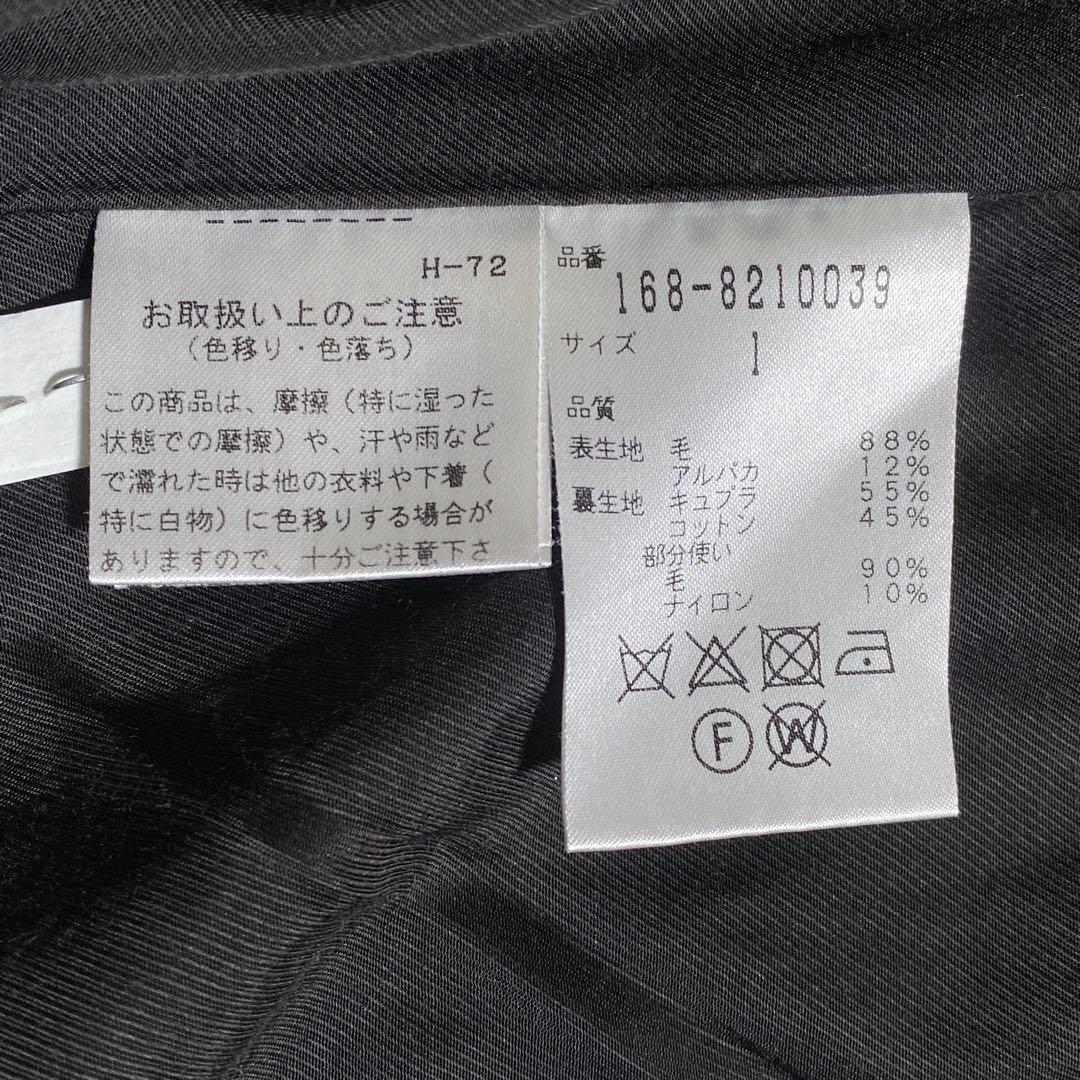 H-72
お取扱い上のご注意
（色移り・色落ち）
この商品は、摩擦（特に湿った
状態での摩擦）や、汗や雨など
で濡れた時は他の衣料や下着（
特に白物）に色移りする場合が
ありますので、十分ご注意下さ
品番
168-8210039
サイズ 1
品質
表生地 毛 88%
アルパカ 12%
裏生地 キュプラ 55%
コットン 45%
部分使い
毛 90%
ナイロン 10%
F W